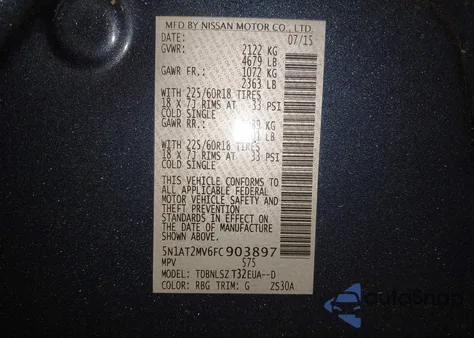 MFD BY NISSAN MOTOR CO., LTD.
DATE: 07/15
GVWR: 2122 KG
4679 LB
GAWR FR.: 1072 KG
2363 LB
WITH 225/60R18 TIRES
18 X 7J RIMS AT 33 PSI
COLD SINGLE
GAWR RR.: KG
LB
WITH 225/60R18 TIRES
18 X 7J RIMS AT 33 PSI
COLD SINGLE
THIS VEHICLE CONFORMS TO
ALL APPLICABLE FEDERAL
MOTOR VEHICLE SAFETY AND
THEFT PREVENTION
STANDARDS IN EFFECT ON
THE DATE OF MANUFACTURE
SHOWN ABOVE.
5N1AT2MV6FC903897
MPV S75
MODEL: TDBNLSZ T32EUA--D
COLOR: RBG TRIM: G ZS30A